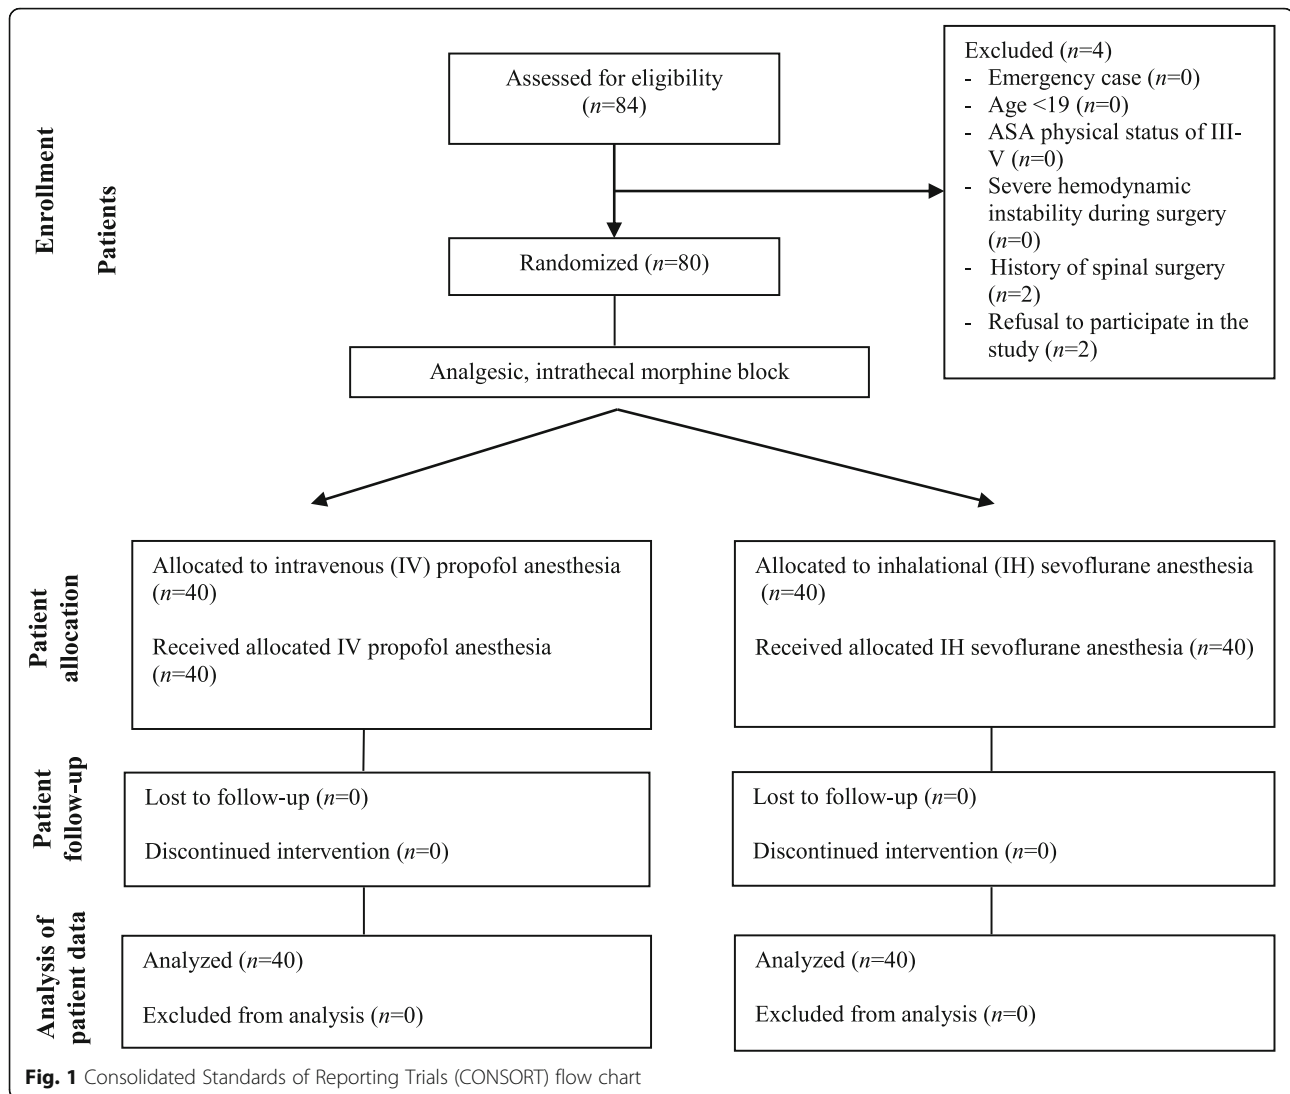 Enrollment
Patients
Assessed for eligibility
(n=84)
Excluded (n=4)
- Emergency case (n=0)
- Age <19 (n=0)
- ASA physical status of III-
V (n=0)
- Severe hemodynamic
instability during surgery
(n=0)
- History of spinal surgery
(n=2)
- Refusal to participate in the
study (n=2)
Randomized (n=80)
Analgesic, intrathecal morphine block
Patient
allocation
Allocated to intravenous (IV) propofol anesthesia
(n=40)
Received allocated IV propofol anesthesia
(n=40)
Allocated to inhalational (IH) sevoflurane anesthesia
(n=40)
Received allocated IH sevoflurane anesthesia (n=40)
Patient
follow-up
Lost to follow-up (n=0)
Discontinued intervention (n=0)
Lost to follow-up (n=0)
Discontinued intervention (n=0)
Analysis of
patient data
Analyzed (n=40)
Excluded from analysis (n=0)
Analyzed (n=40)
Excluded from analysis (n=0)
Fig. 1 Consolidated Standards of Reporting Trials (CONSORT) flow chart